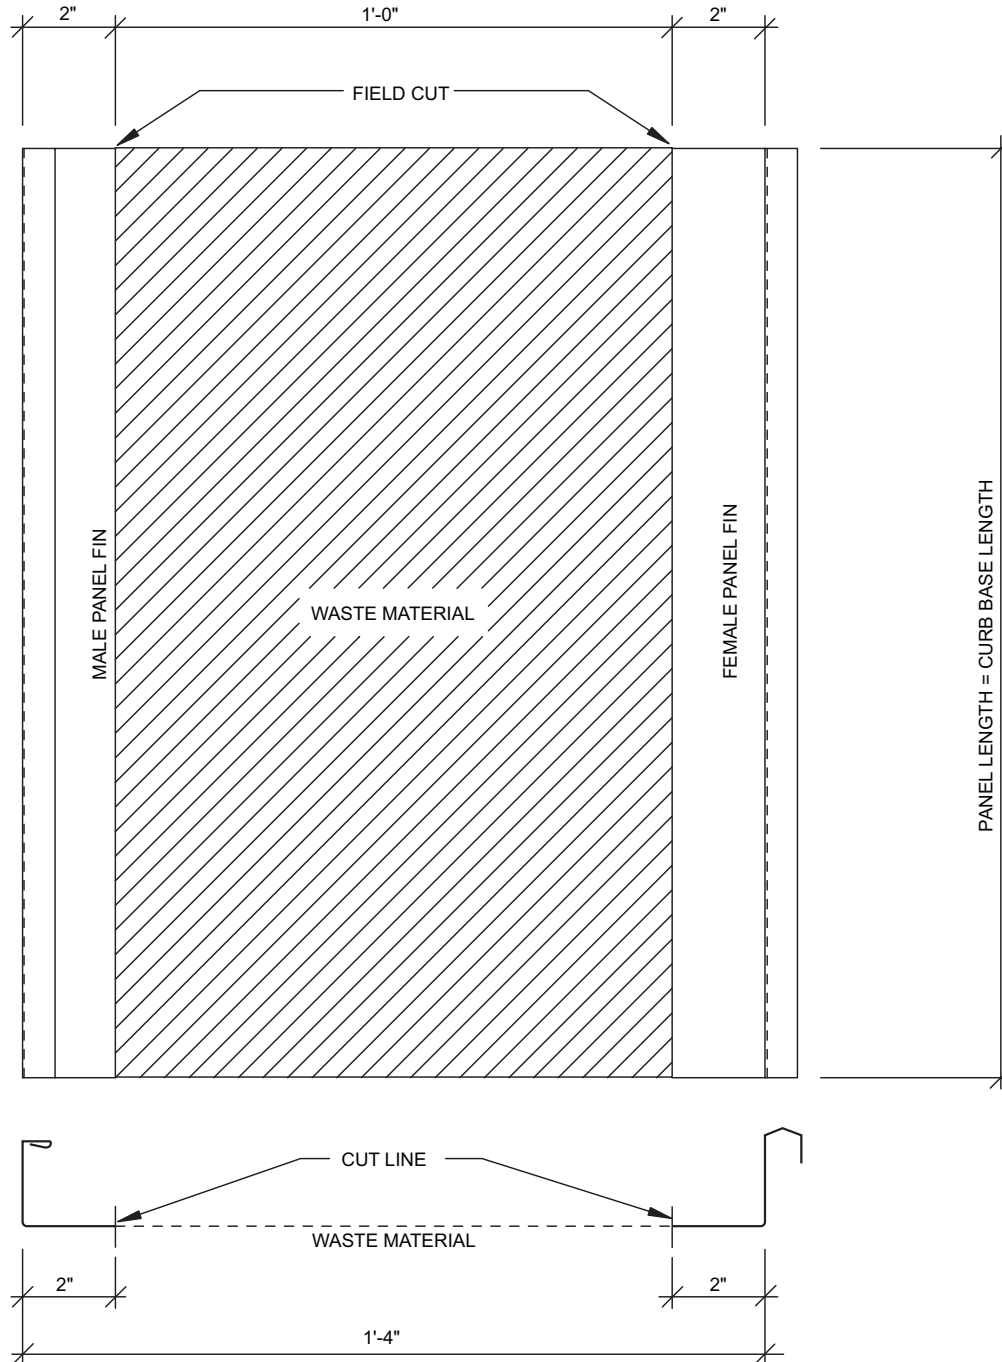 2"
1'-0"
2"
FIELD CUT
MALE PANEL FIN
WASTE MATERIAL
FEMALE PANEL FIN
PANEL LENGTH = CURB BASE LENGTH
CUT LINE
WASTE MATERIAL
2"
2"
1'-4"